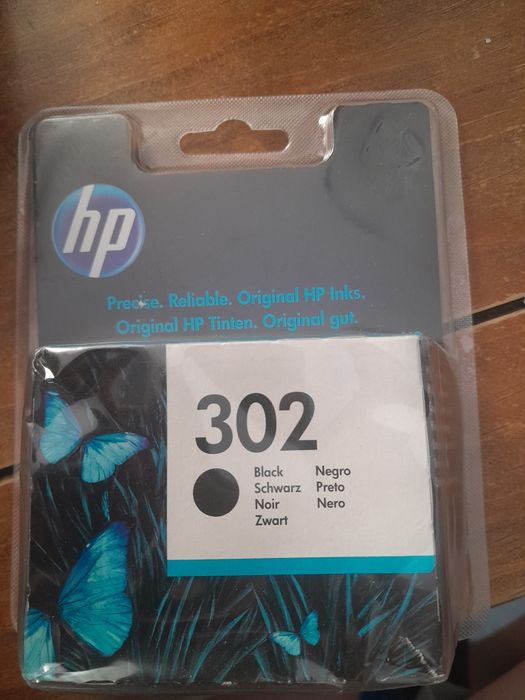 hp
Precise. Reliable. Original HP Inks.
Original HP Tinten. Original gut.
302
Black Negro
Schwarz Preto
Noir Nero
Zwart